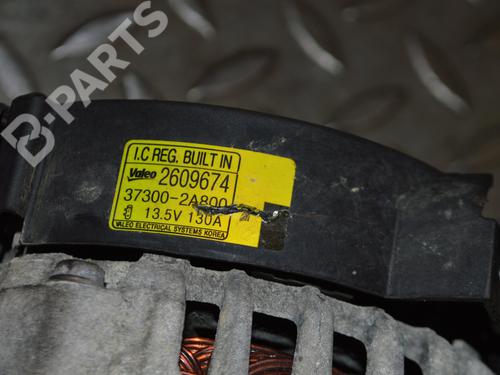 B-PARTS
I.C REG. BUILT IN
Valeo 2609674
37300-2A800
13.5V 130A
VALEO ELECTRICAL SYSTEMS KOREA